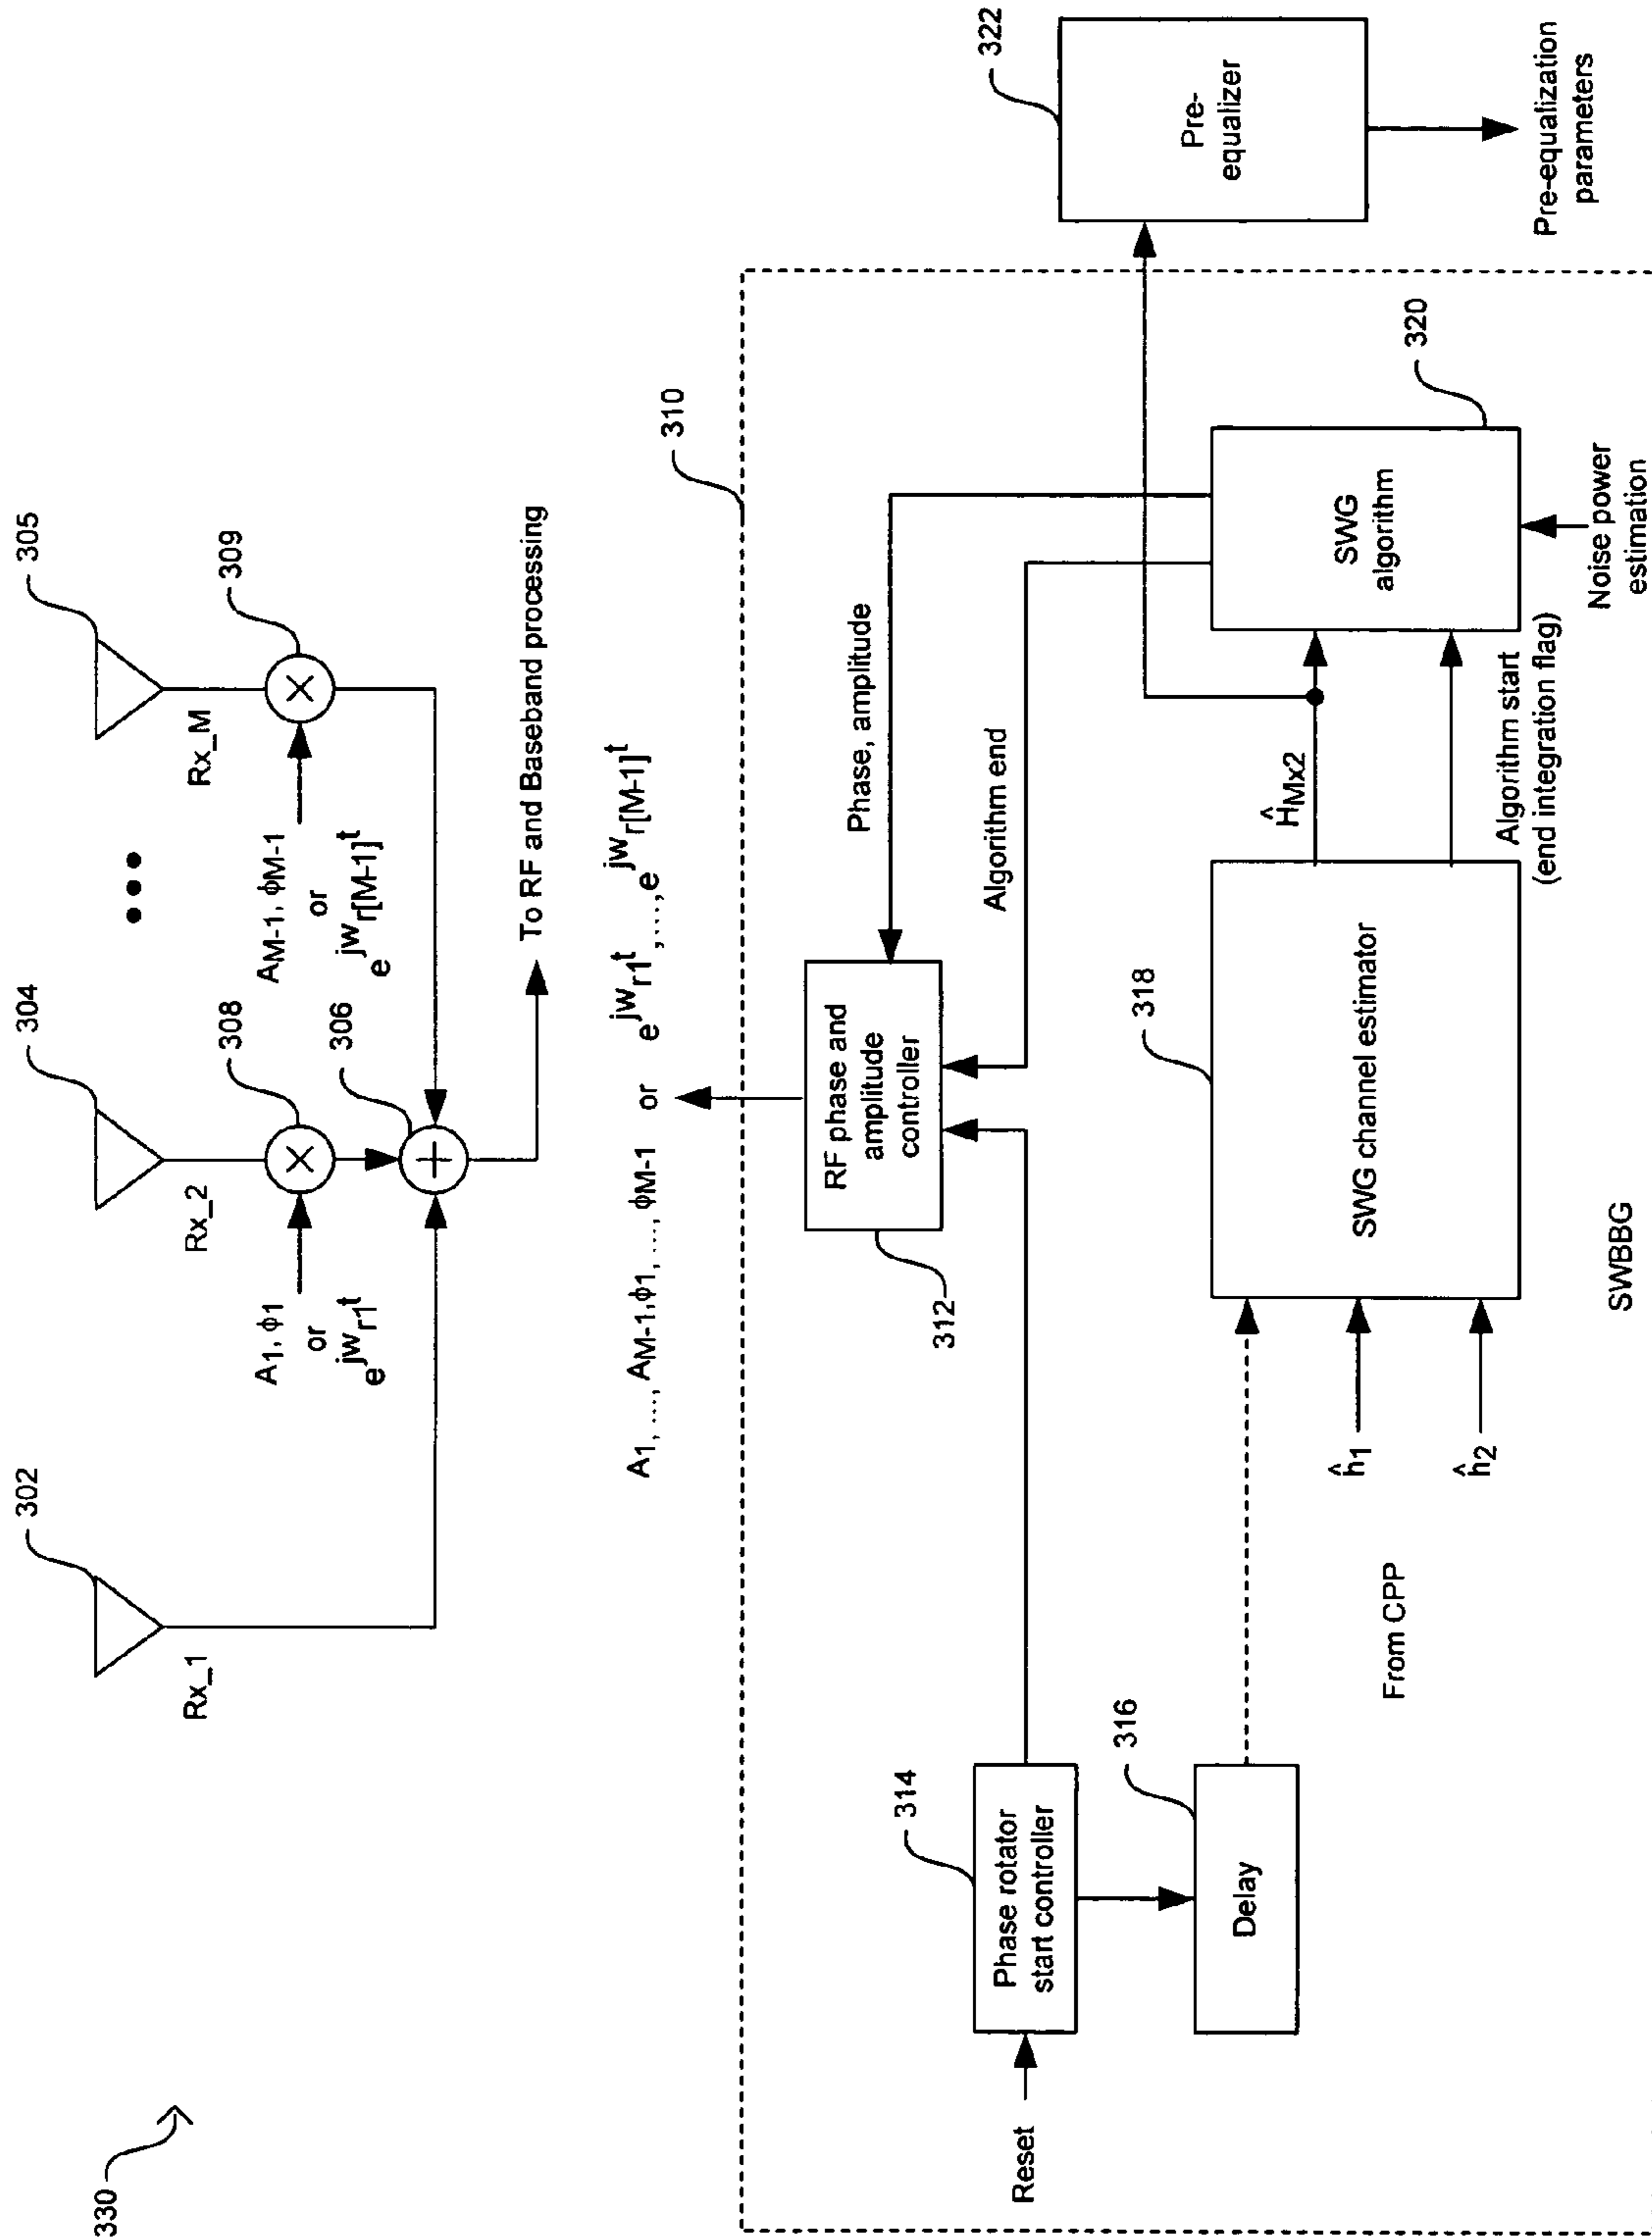 330
302
304
305
Rx_1
Rx_2
Rx_M
308
309
306
A1, ϕ1
or
e^jw_r1^t
•••
AM-1, ϕM-1
or
e^jw_r[M-1]^t
To RF and Baseband processing
A1, ..., AM-1,ϕ1, ..., ϕM-1 or e^jw_r1^t,...,e^jw_r[M-1]^t
310
RF phase and
amplitude
controller
312
Phase, amplitude
Algorithm end
Reset
Phase rotator
start controller
314
Delay
316
From CPP
ĥ1
ĥ2
SWG channel estimator
318
ĤMx2
Algorithm start
(end integration flag)
SWG
algorithm
320
Noise power
estimation
Pre-
equalizer
322
Pre-equalization
parameters
SWBBG